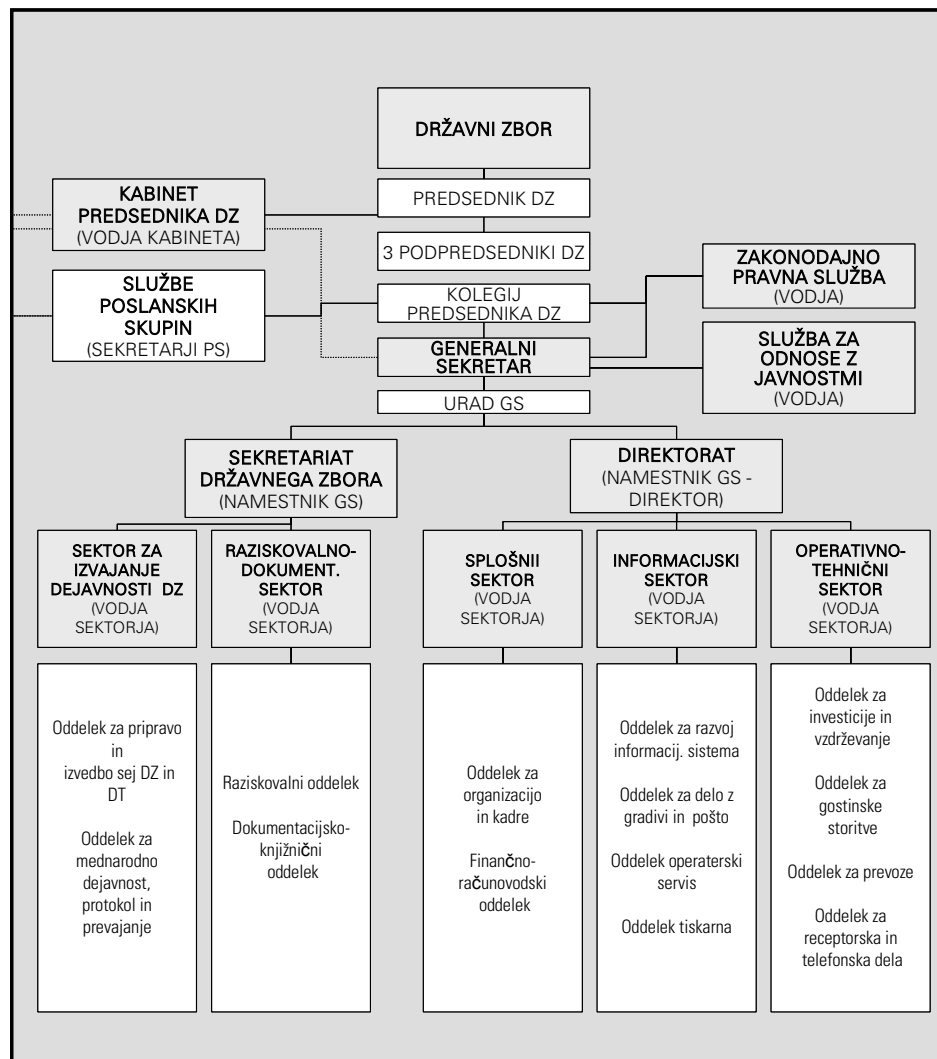 DRŽAVNI ZBOR
KABINET
PREDSEDNIKA DZ
(VODJA KABINETA)
PREDSEDNIK DZ
3 PODPREDSEDNIKI DZ
SLUŽBE
POSLANSKIH
SKUPIN
(SEKRETARJI PS)
KOLEGIJ
PREDSEDNIKA DZ
ZAKONODAJNO
PRAVNA SLUŽBA
(VODJA)
GENERALNI
SEKRETAR
SLUŽBA ZA
ODNOSE Z
JAVNOSTMI
(VODJA)
URAD GS
SEKRETARIAT
DRŽAVNEGA ZBORA
(NAMESTNIK GS)
DIREKTORAT
(NAMESTNIK GS -
DIREKTOR)
SEKTOR ZA
IZVAJANJE
DEJAVNOSTI DZ
(VODJA
SEKTORJA)
RAZISKOVALNO-
DOKUMENT.
SEKTOR
(VODJA
SEKTORJA)
SPLOŠNII
SEKTOR
(VODJA
SEKTORJA)
INFORMACIJSKI
SEKTOR
(VODJA
SEKTORJA)
OPERATIVNO-
TEHNIČNI
SEKTOR
(VODJA
SEKTORJA)
Oddelek za pripravo
in
izvedbo sej DZ in
DT
Oddelek za
mednarodno
dejavnost,
protokol in
prevajanje
Raziskovalni oddelek
Dokumentacijsko-
knjižnični
oddelek
Oddelek za
organizacijo
in kadre
Finančno-
računovodski
oddelek
Oddelek za razvoj
informacij. sistema
Oddelek za delo z
gradivi in pošto
Oddelek operaterski
servis
Oddelek tiskarna
Oddelek za
investicije in
vzdrževanje
Oddelek za
gostinske
storitve
Oddelek za prevoze
Oddelek za
receptorska in
telefonska dela